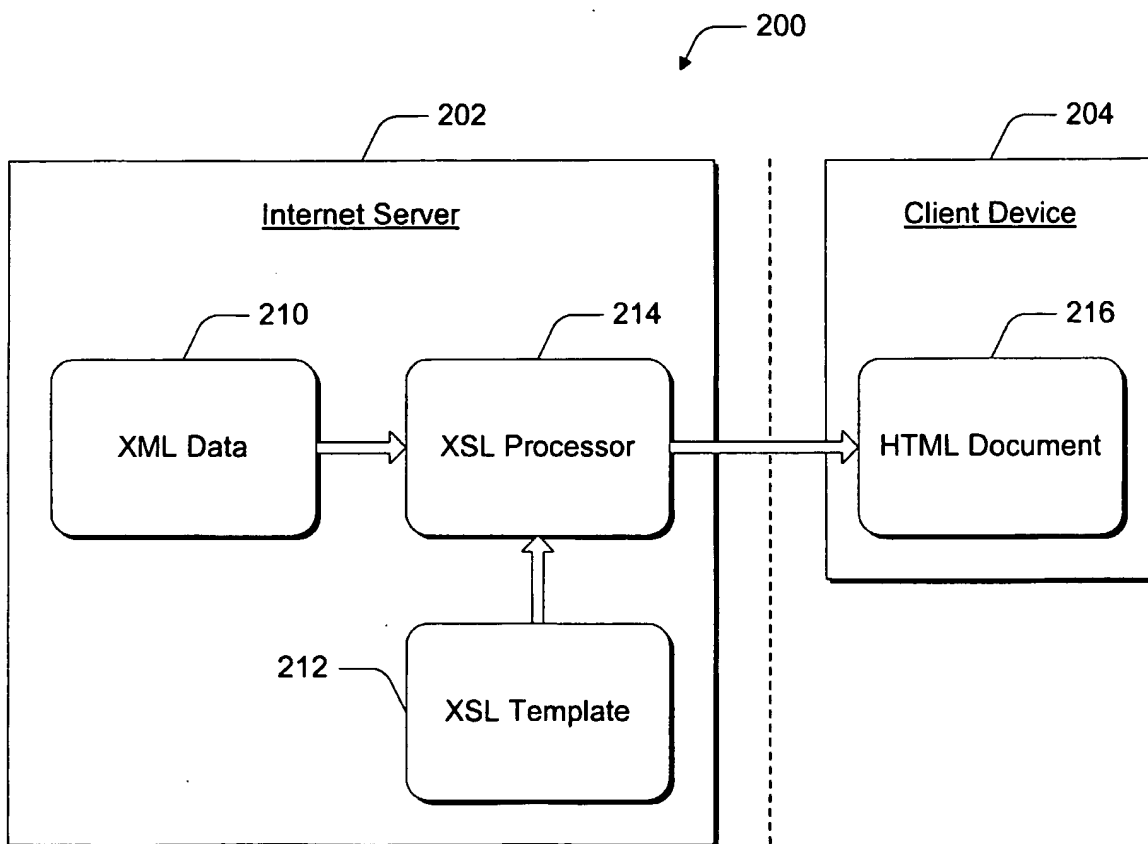 200
202
204
Internet Server
Client Device
210
214
216
XML Data
XSL Processor
HTML Document
212
XSL Template